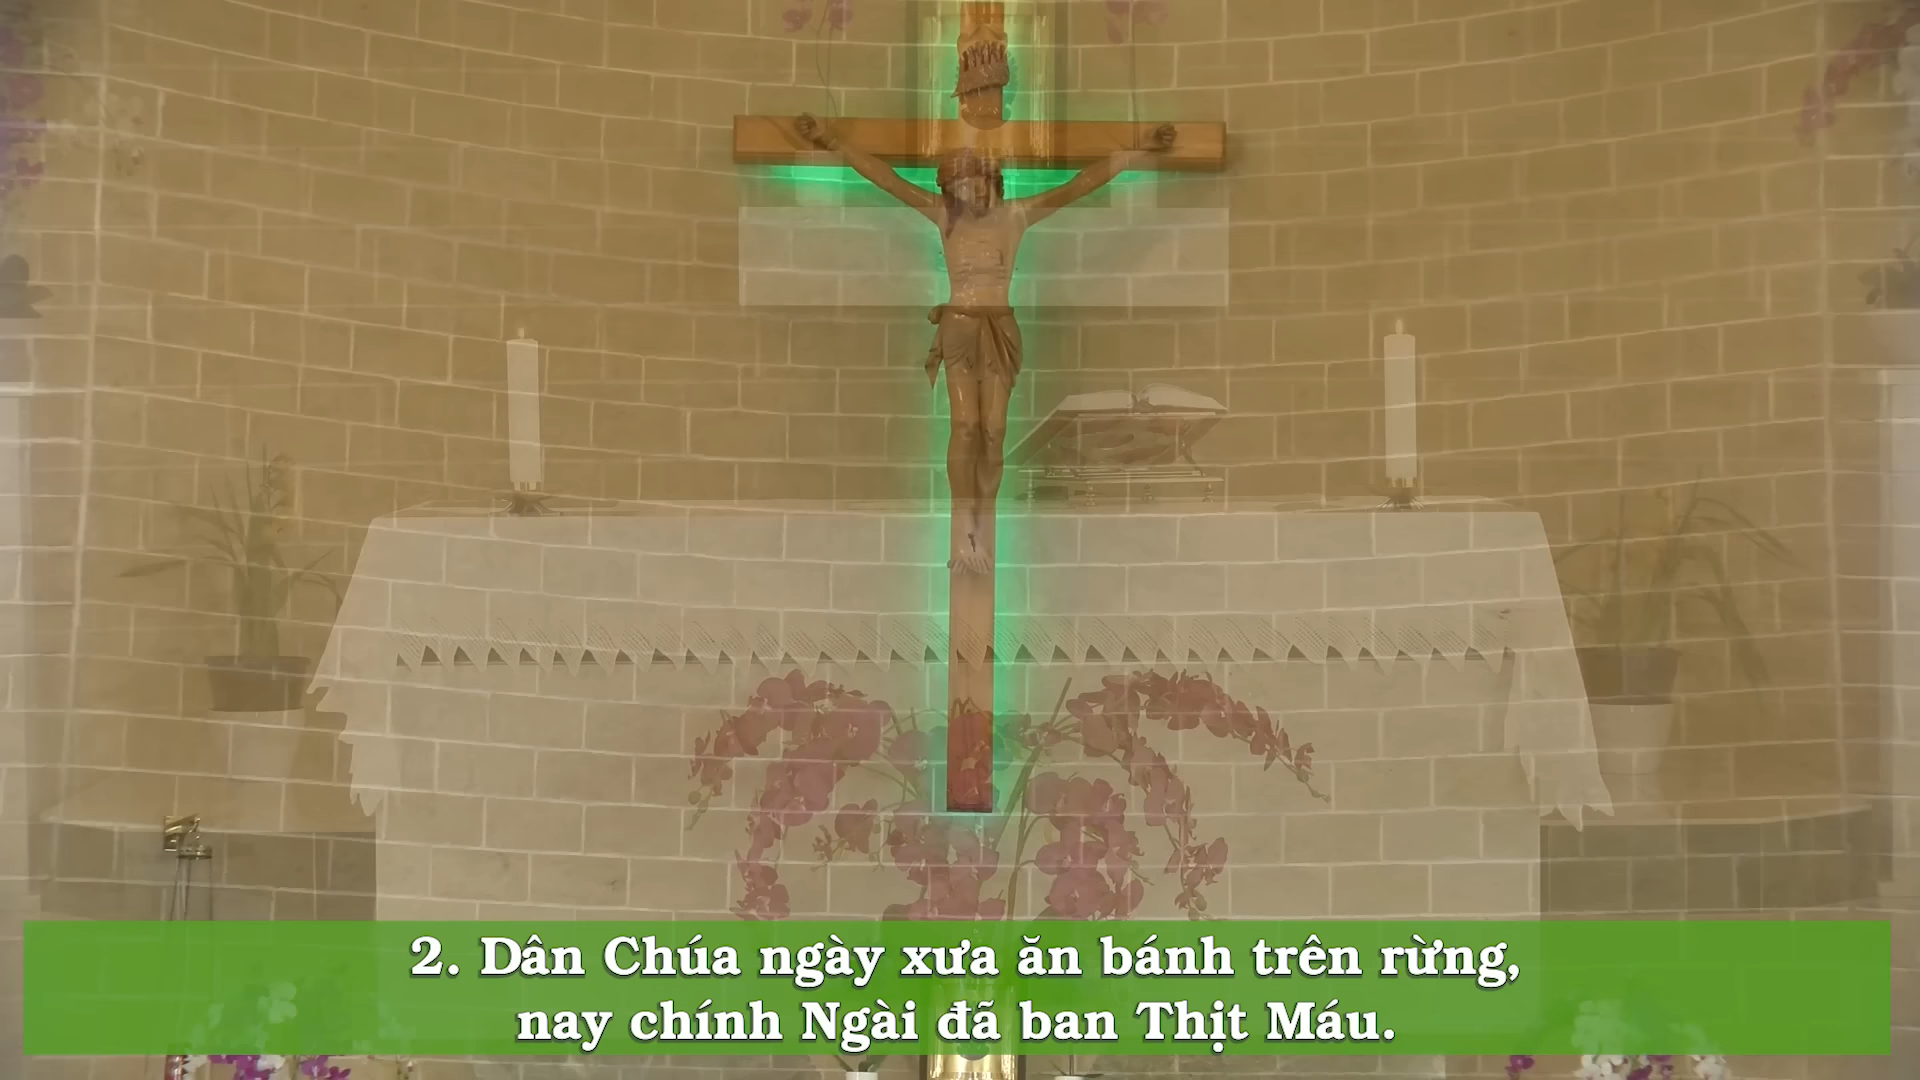 2. Dân Chúa ngày xưa ăn bánh trên rừng,
nay chính Ngài đã ban Thịt Máu.